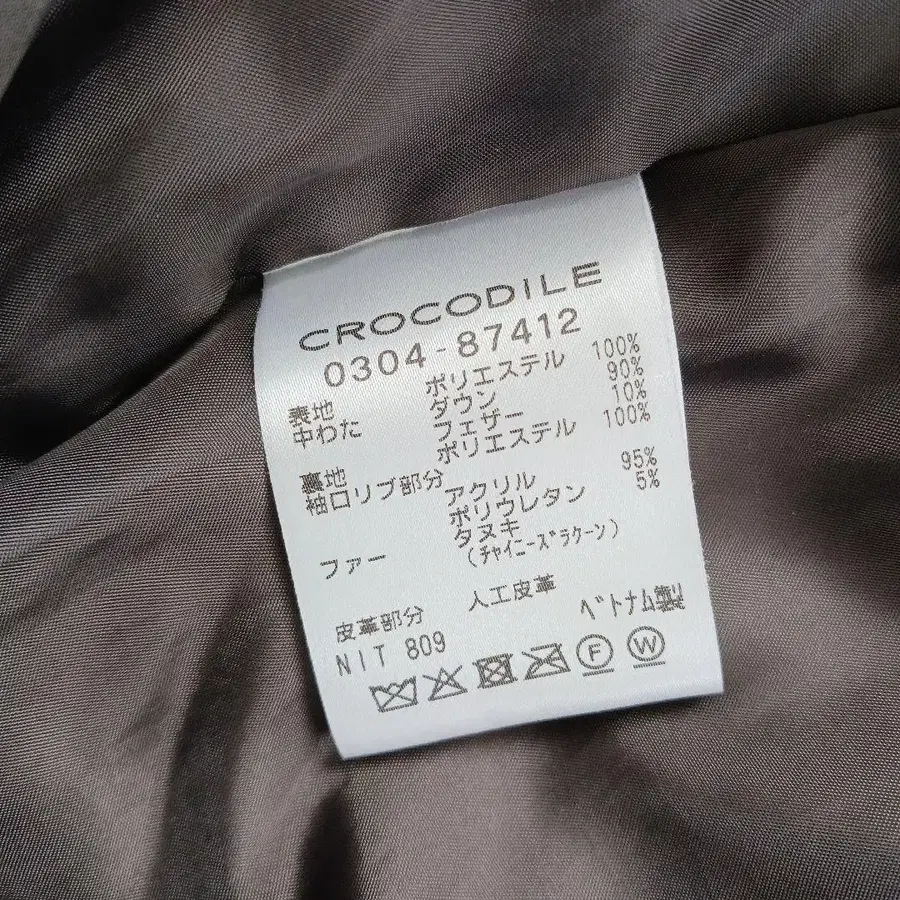 CROCODILE
0304-87412
表地 ポリエステル 100%
中わた ダウン 90%
フェザー 10%
裏地 ポリエステル 100%
袖口リブ部分 アクリル 95%
ポリウレタン 5%
ファー タヌキ
(チャイニーズラクーン)
皮革部分 人工皮革
NIT 809 ベトナム製
F W